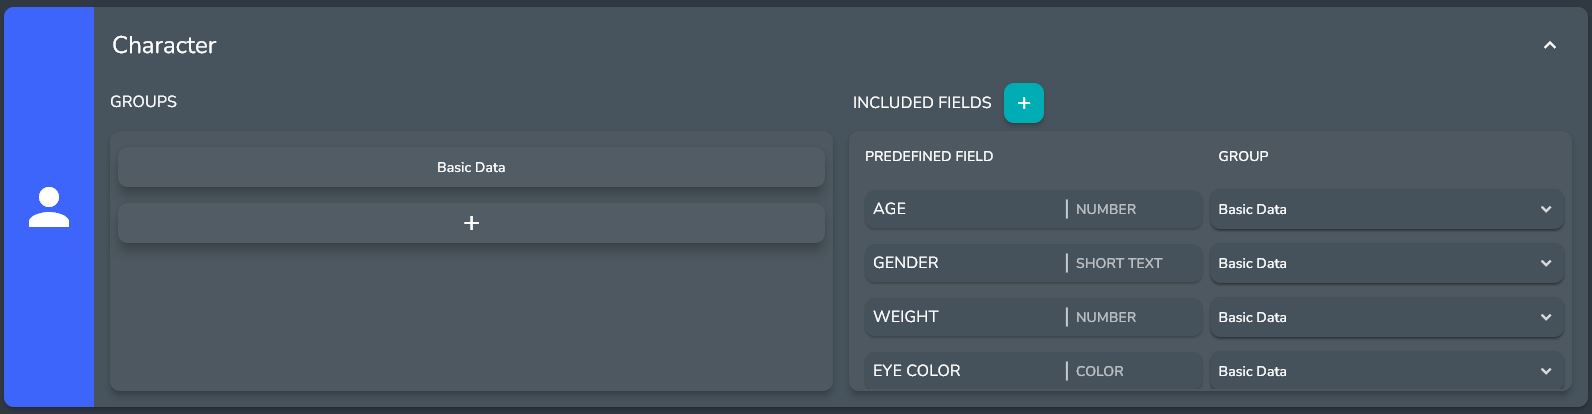 Character
GROUPS
Basic Data
+
INCLUDED FIELDS +
PREDEFINED FIELD GROUP
AGE | NUMBER Basic Data
GENDER | SHORT TEXT Basic Data
WEIGHT | NUMBER Basic Data
EYE COLOR | COLOR Basic Data